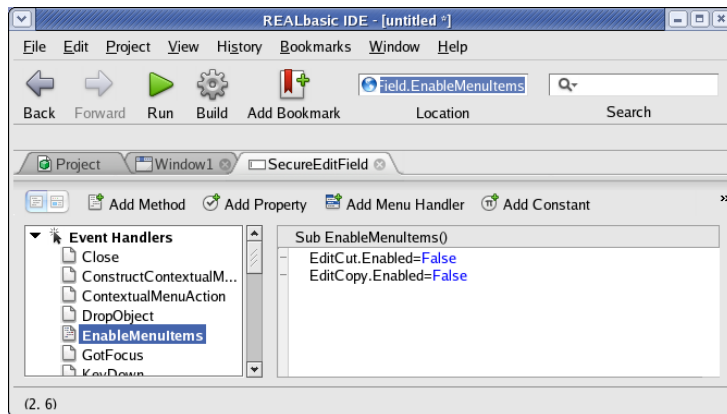 REALbasic IDE - [untitled *]
File Edit Project View History Bookmarks Window Help
Field.EnableMenuItems
Back Forward Run Build Add Bookmark Location Search
Project Window1 SecureEditField
Add Method Add Property Add Menu Handler Add Constant »
Event Handlers
Close
ConstructContextualM...
ContextualMenuAction
DropObject
EnableMenuItems
GotFocus
KeyDown
Sub EnableMenuItems()
EditCut.Enabled=False
EditCopy.Enabled=False
(2, 6)